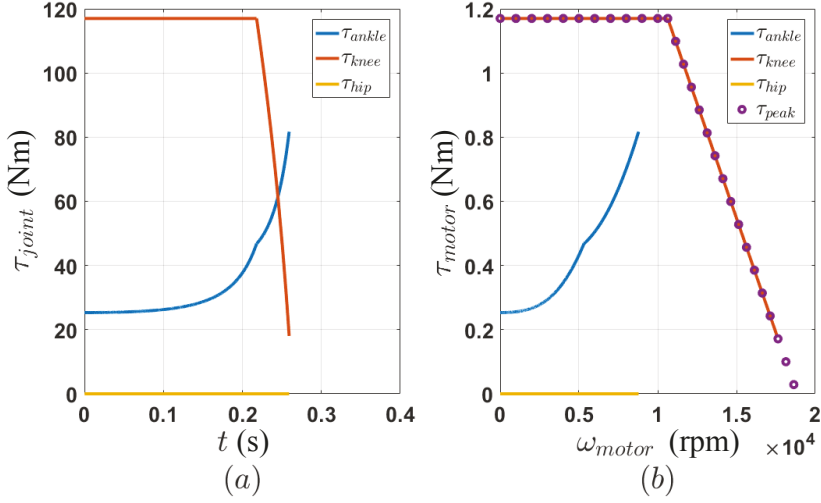 120
100
80
60
40
20
0
τjoint (Nm)
τankle
τknee
τhip
0 0.1 0.2 0.3 0.4
t (s)
(a)
1.2
1
0.8
0.6
0.4
0.2
0
τmotor (Nm)
τankle
τknee
τhip
τpeak
0 0.5 1 1.5 2
ωmotor (rpm) ×10⁴
(b)